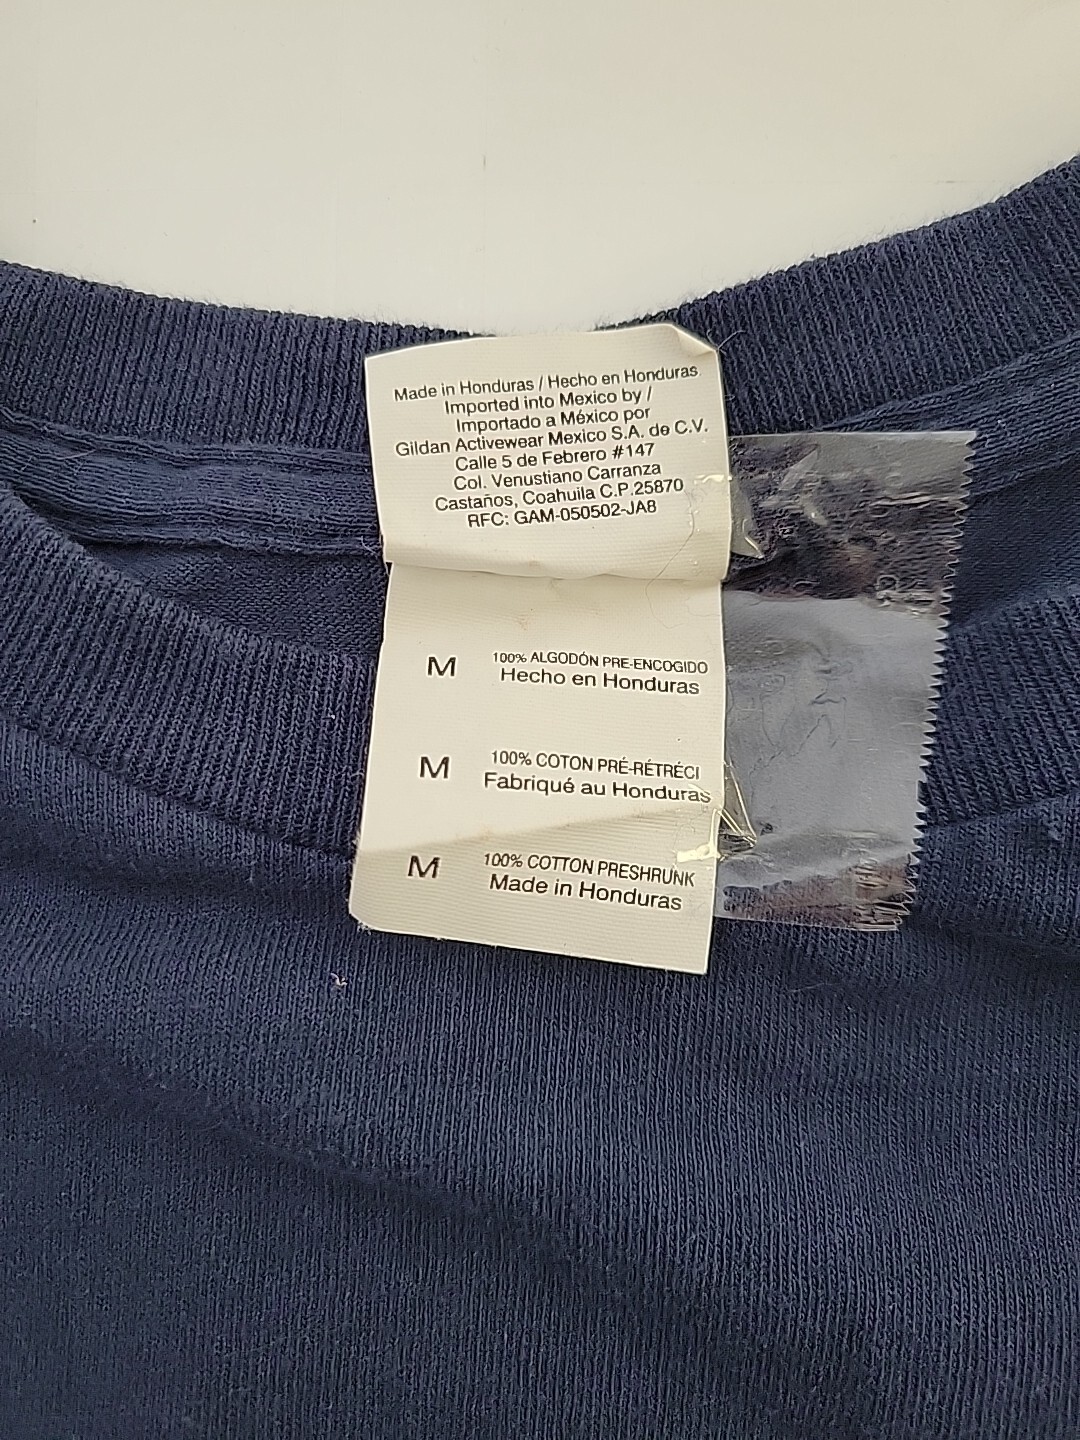 Made in Honduras / Hecho en Honduras
Imported into Mexico by /
Importado a México por
Gildan Activewear Mexico S.A. de C.V.
Calle 5 de Febrero #147
Col. Venustiano Carranza
Castaños, Coahuila C.P.25870
RFC: GAM-050502-JA8
M 100% ALGODÓN PRE-ENCOGIDO
Hecho en Honduras
M 100% COTON PRÉ-RÉTRÉCI
Fabriqué au Honduras
M 100% COTTON PRESHRUNK
Made in Honduras